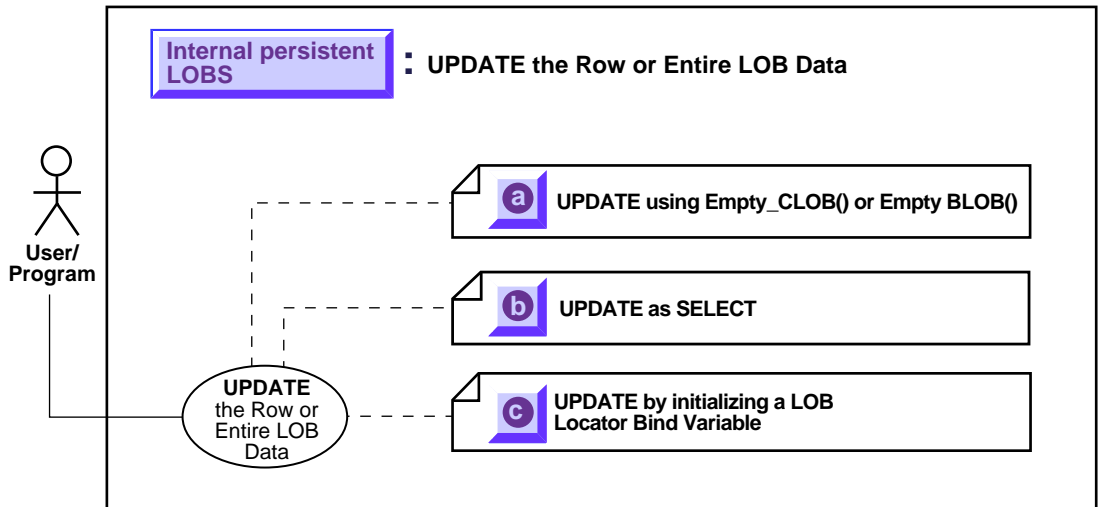 Internal persistent
LOBS
: UPDATE the Row or Entire LOB Data
a UPDATE using Empty_CLOB() or Empty BLOB()
User/
Program
b UPDATE as SELECT
UPDATE
the Row or
Entire LOB
Data
c UPDATE by initializing a LOB
Locator Bind Variable